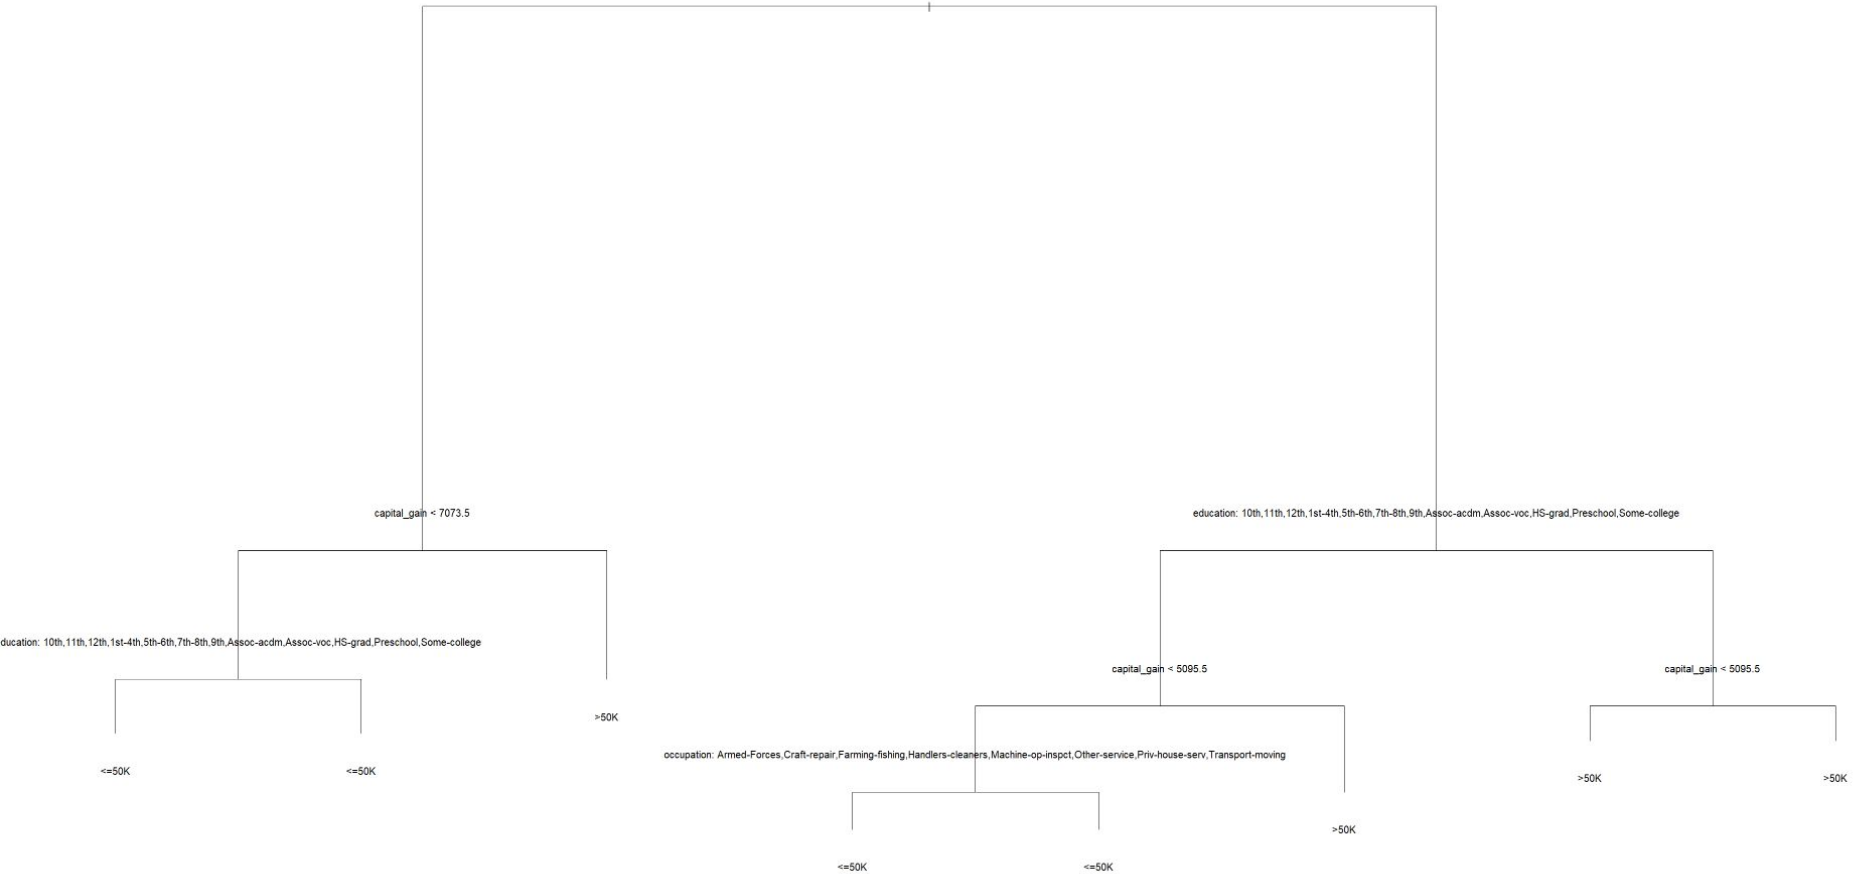 capital_gain < 7073.5
education: 10th,11th,12th,1st-4th,5th-6th,7th-8th,9th,Assoc-acdm,Assoc-voc,HS-grad,Preschool,Some-college
ducation: 10th,11th,12th,1st-4th,5th-6th,7th-8th,9th,Assoc-acdm,Assoc-voc,HS-grad,Preschool,Some-college
capital_gain < 5095.5
capital_gain < 5095.5
>50K
occupation: Armed-Forces,Craft-repair,Farming-fishing,Handlers-cleaners,Machine-op-inspct,Other-service,Priv-house-serv,Transport-moving
<=50K
<=50K
>50K
>50K
>50K
<=50K
<=50K